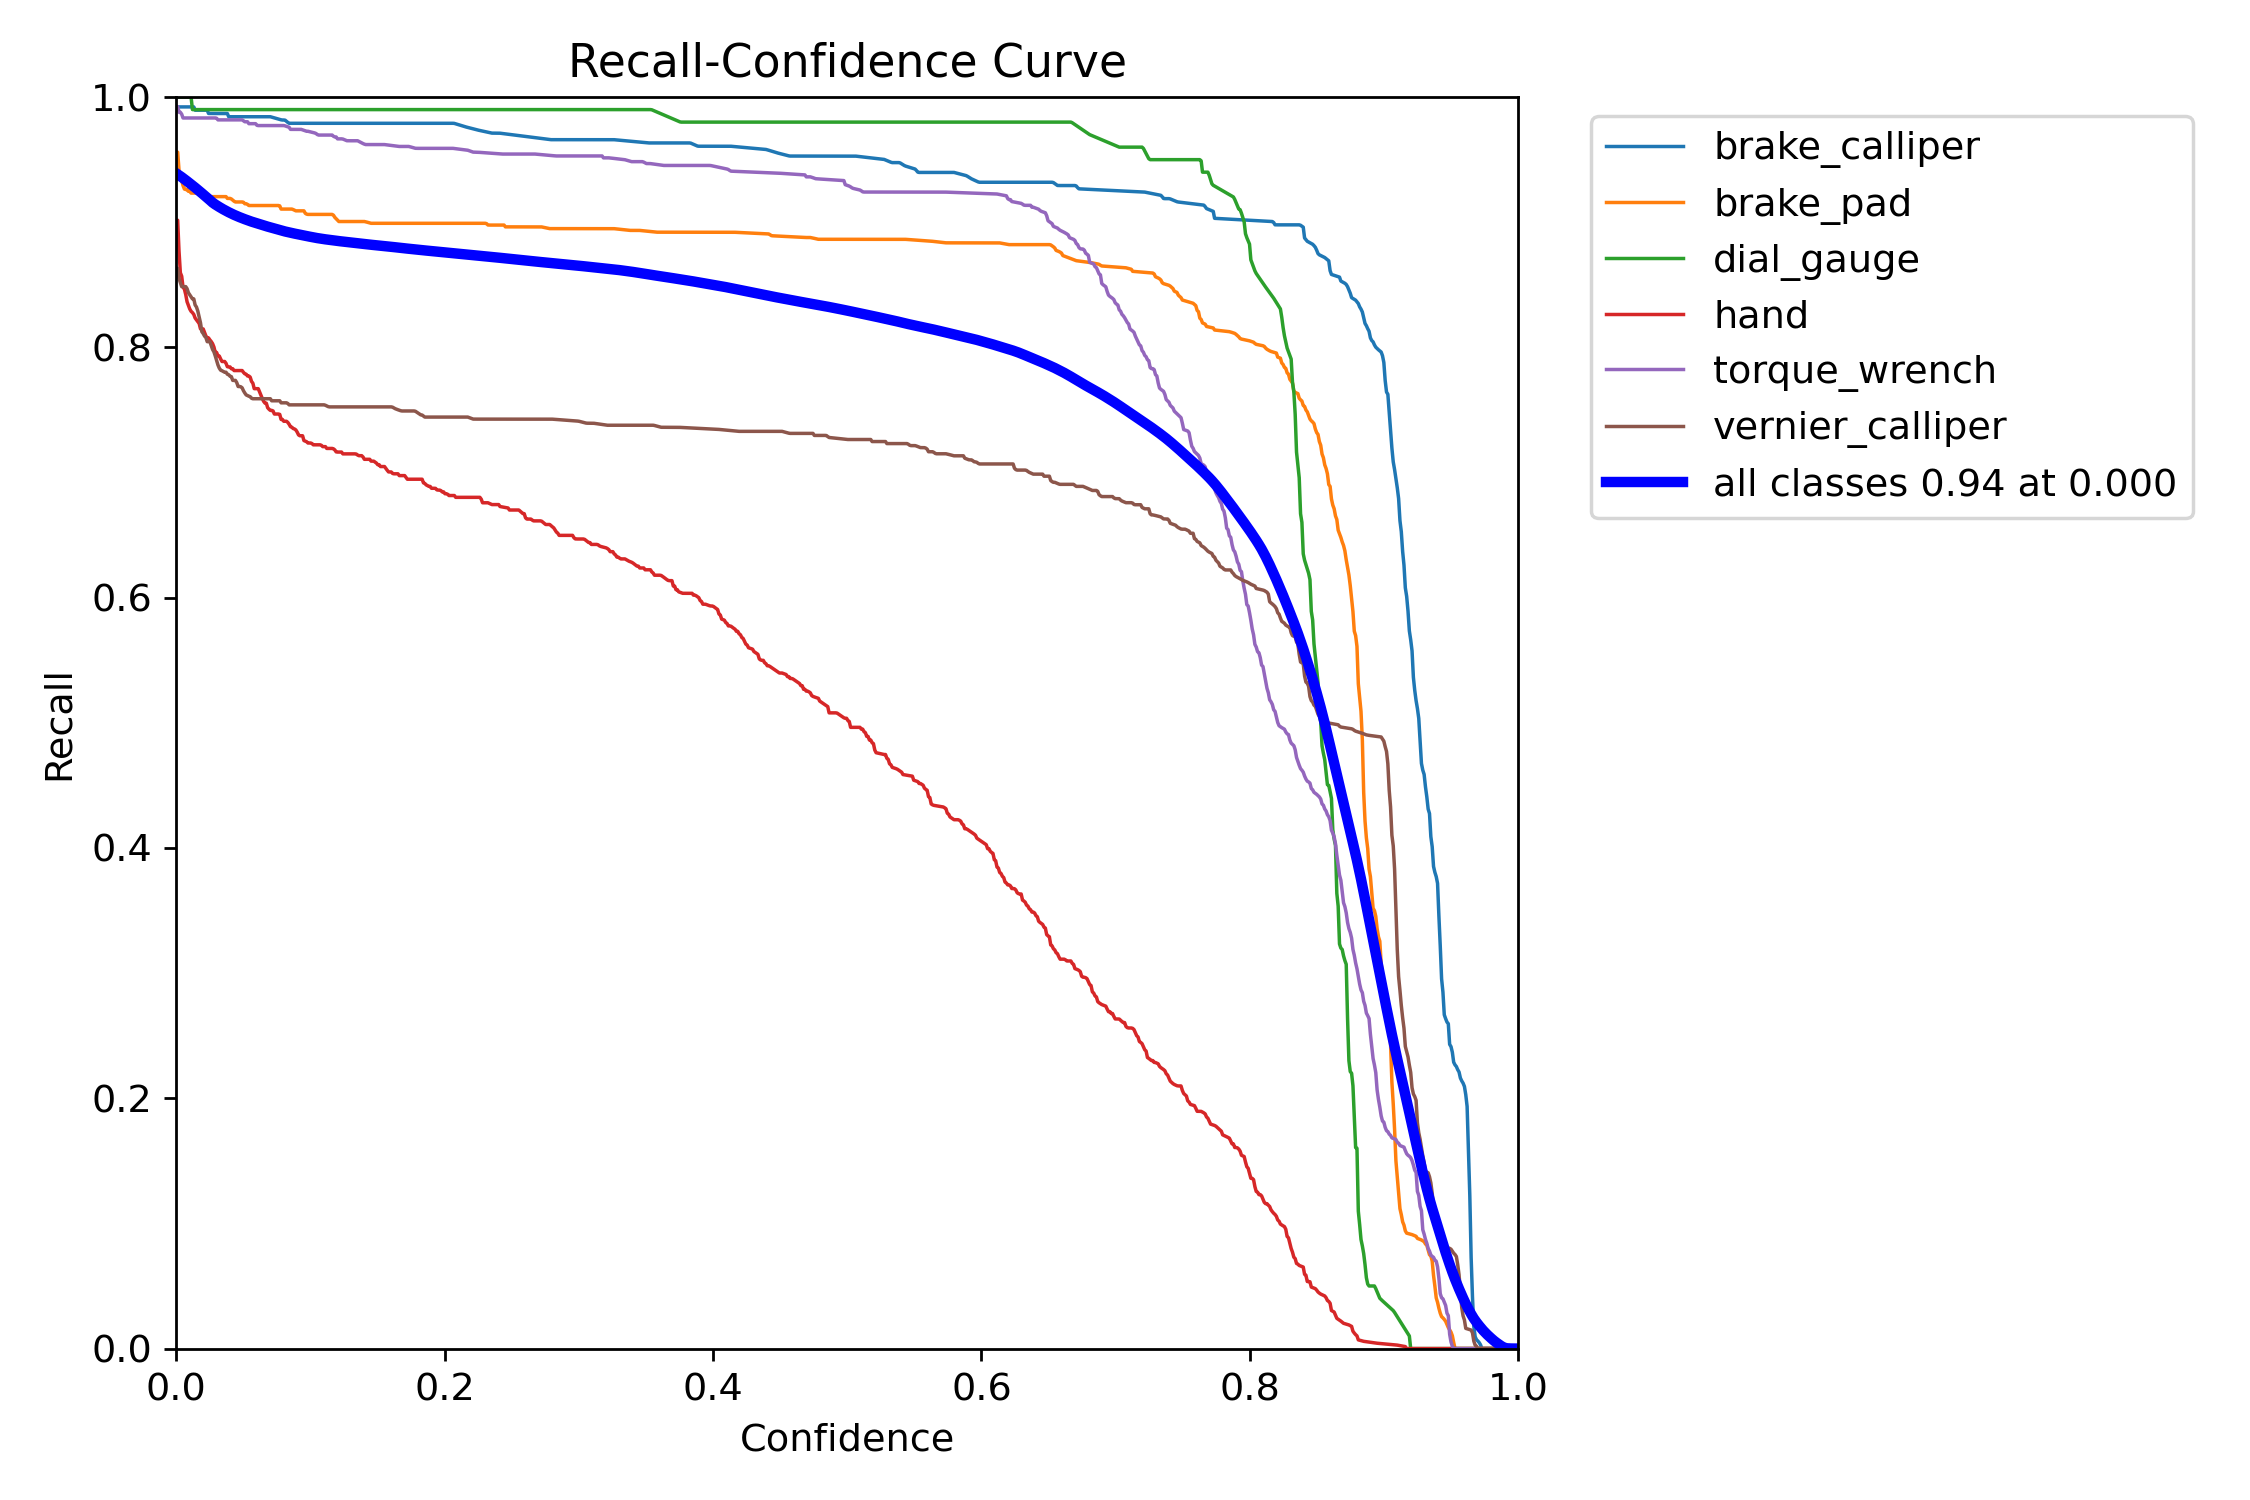 Recall-Confidence Curve
1.0
0.8
0.6
0.4
0.2
0.0
Recall
0.0 0.2 0.4 0.6 0.8 1.0
Confidence
brake_calliper
brake_pad
dial_gauge
hand
torque_wrench
vernier_calliper
all classes 0.94 at 0.000